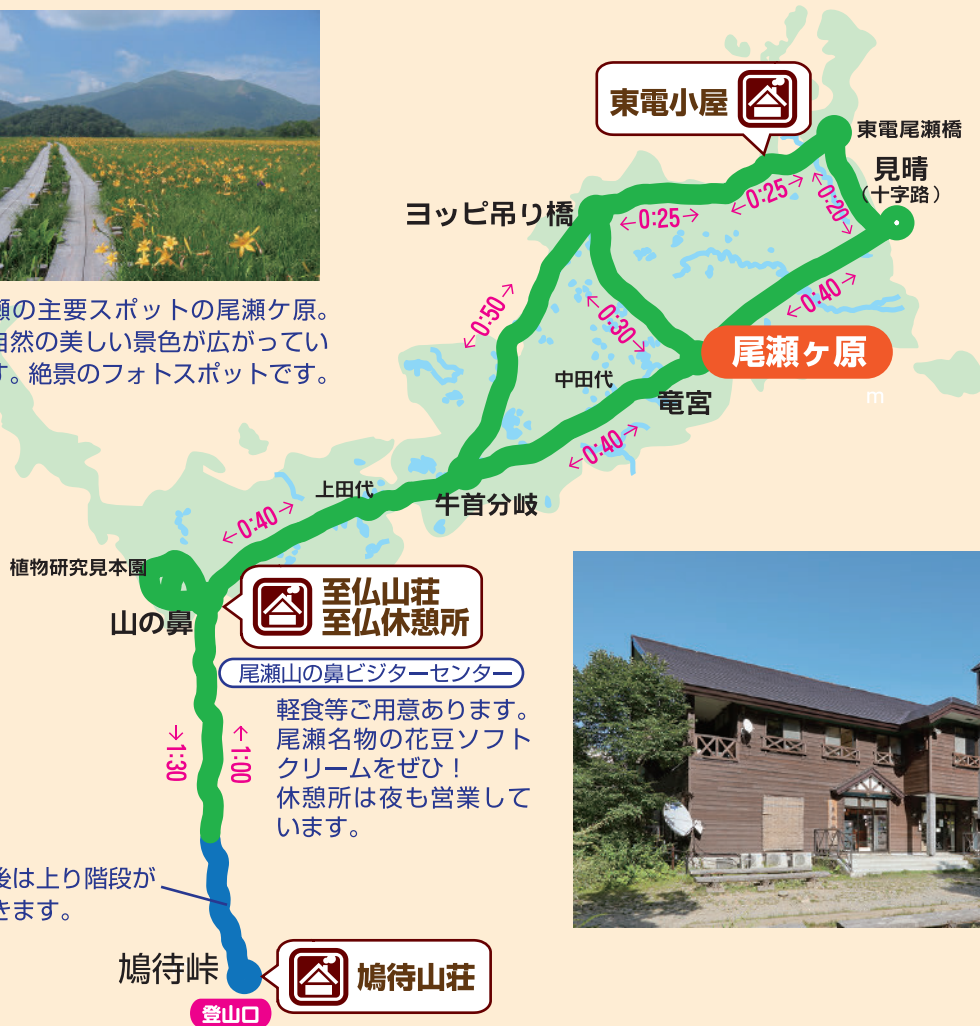 東電小屋
東電尾瀬橋
見晴
（十字路）
ヨッピ吊り橋
←0:25→
←0:25→
←0:20→
←0:50→
←0:30→
←0:40→
瀬の主要スポットの尾瀬ケ原。
自然の美しい景色が広がってい
す。絶景のフォトスポットです。
尾瀬ヶ原
m
中田代
竜宮
←0:40→
上田代
牛首分岐
←0:40→
植物研究見本園
山の鼻
至仏山荘
至仏休憩所
尾瀬山の鼻ビジターセンター
軽食等ご用意あります。
尾瀬名物の花豆ソフト
クリームをぜひ！
休憩所は夜も営業して
います。
→1:30
←1:00
後は上り階段が
きます。
鳩待峠
鳩待山荘
登山口